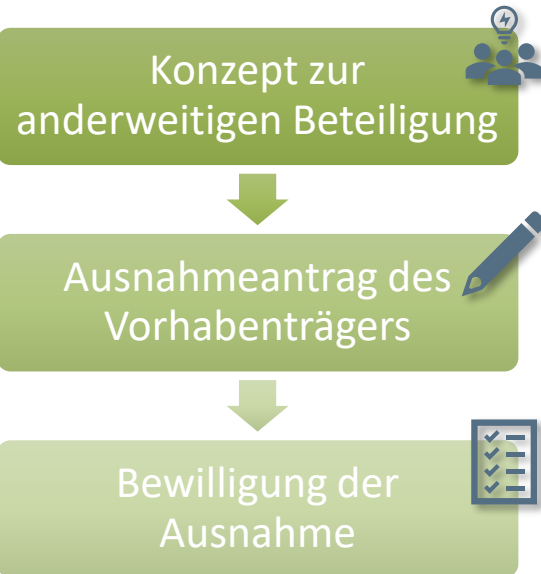 Konzept zur
anderweitigen Beteiligung
Ausnahmeantrag des
Vorhabenträgers
Bewilligung der
Ausnahme